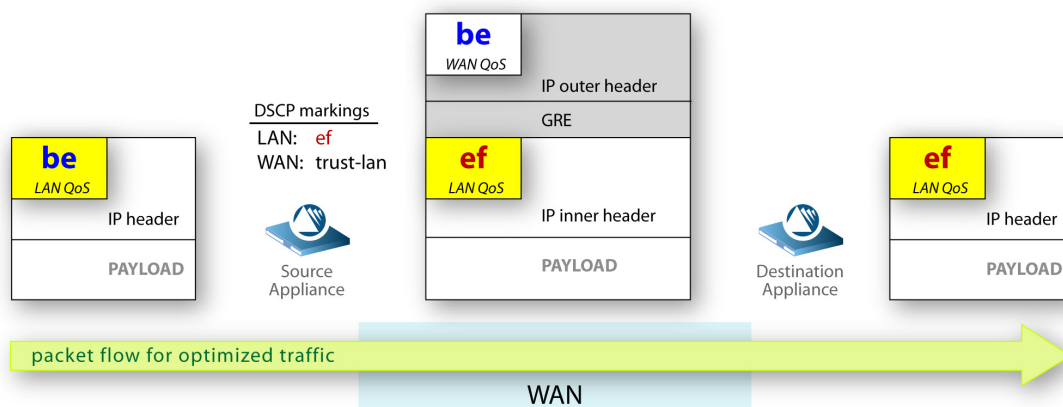 be
LAN QoS
IP header
PAYLOAD
DSCP markings
LAN: ef
WAN: trust-lan
Source
Appliance
be
WAN QoS
IP outer header
GRE
ef
LAN QoS
IP inner header
PAYLOAD
Destination
Appliance
ef
LAN QoS
IP header
PAYLOAD
packet flow for optimized traffic
WAN